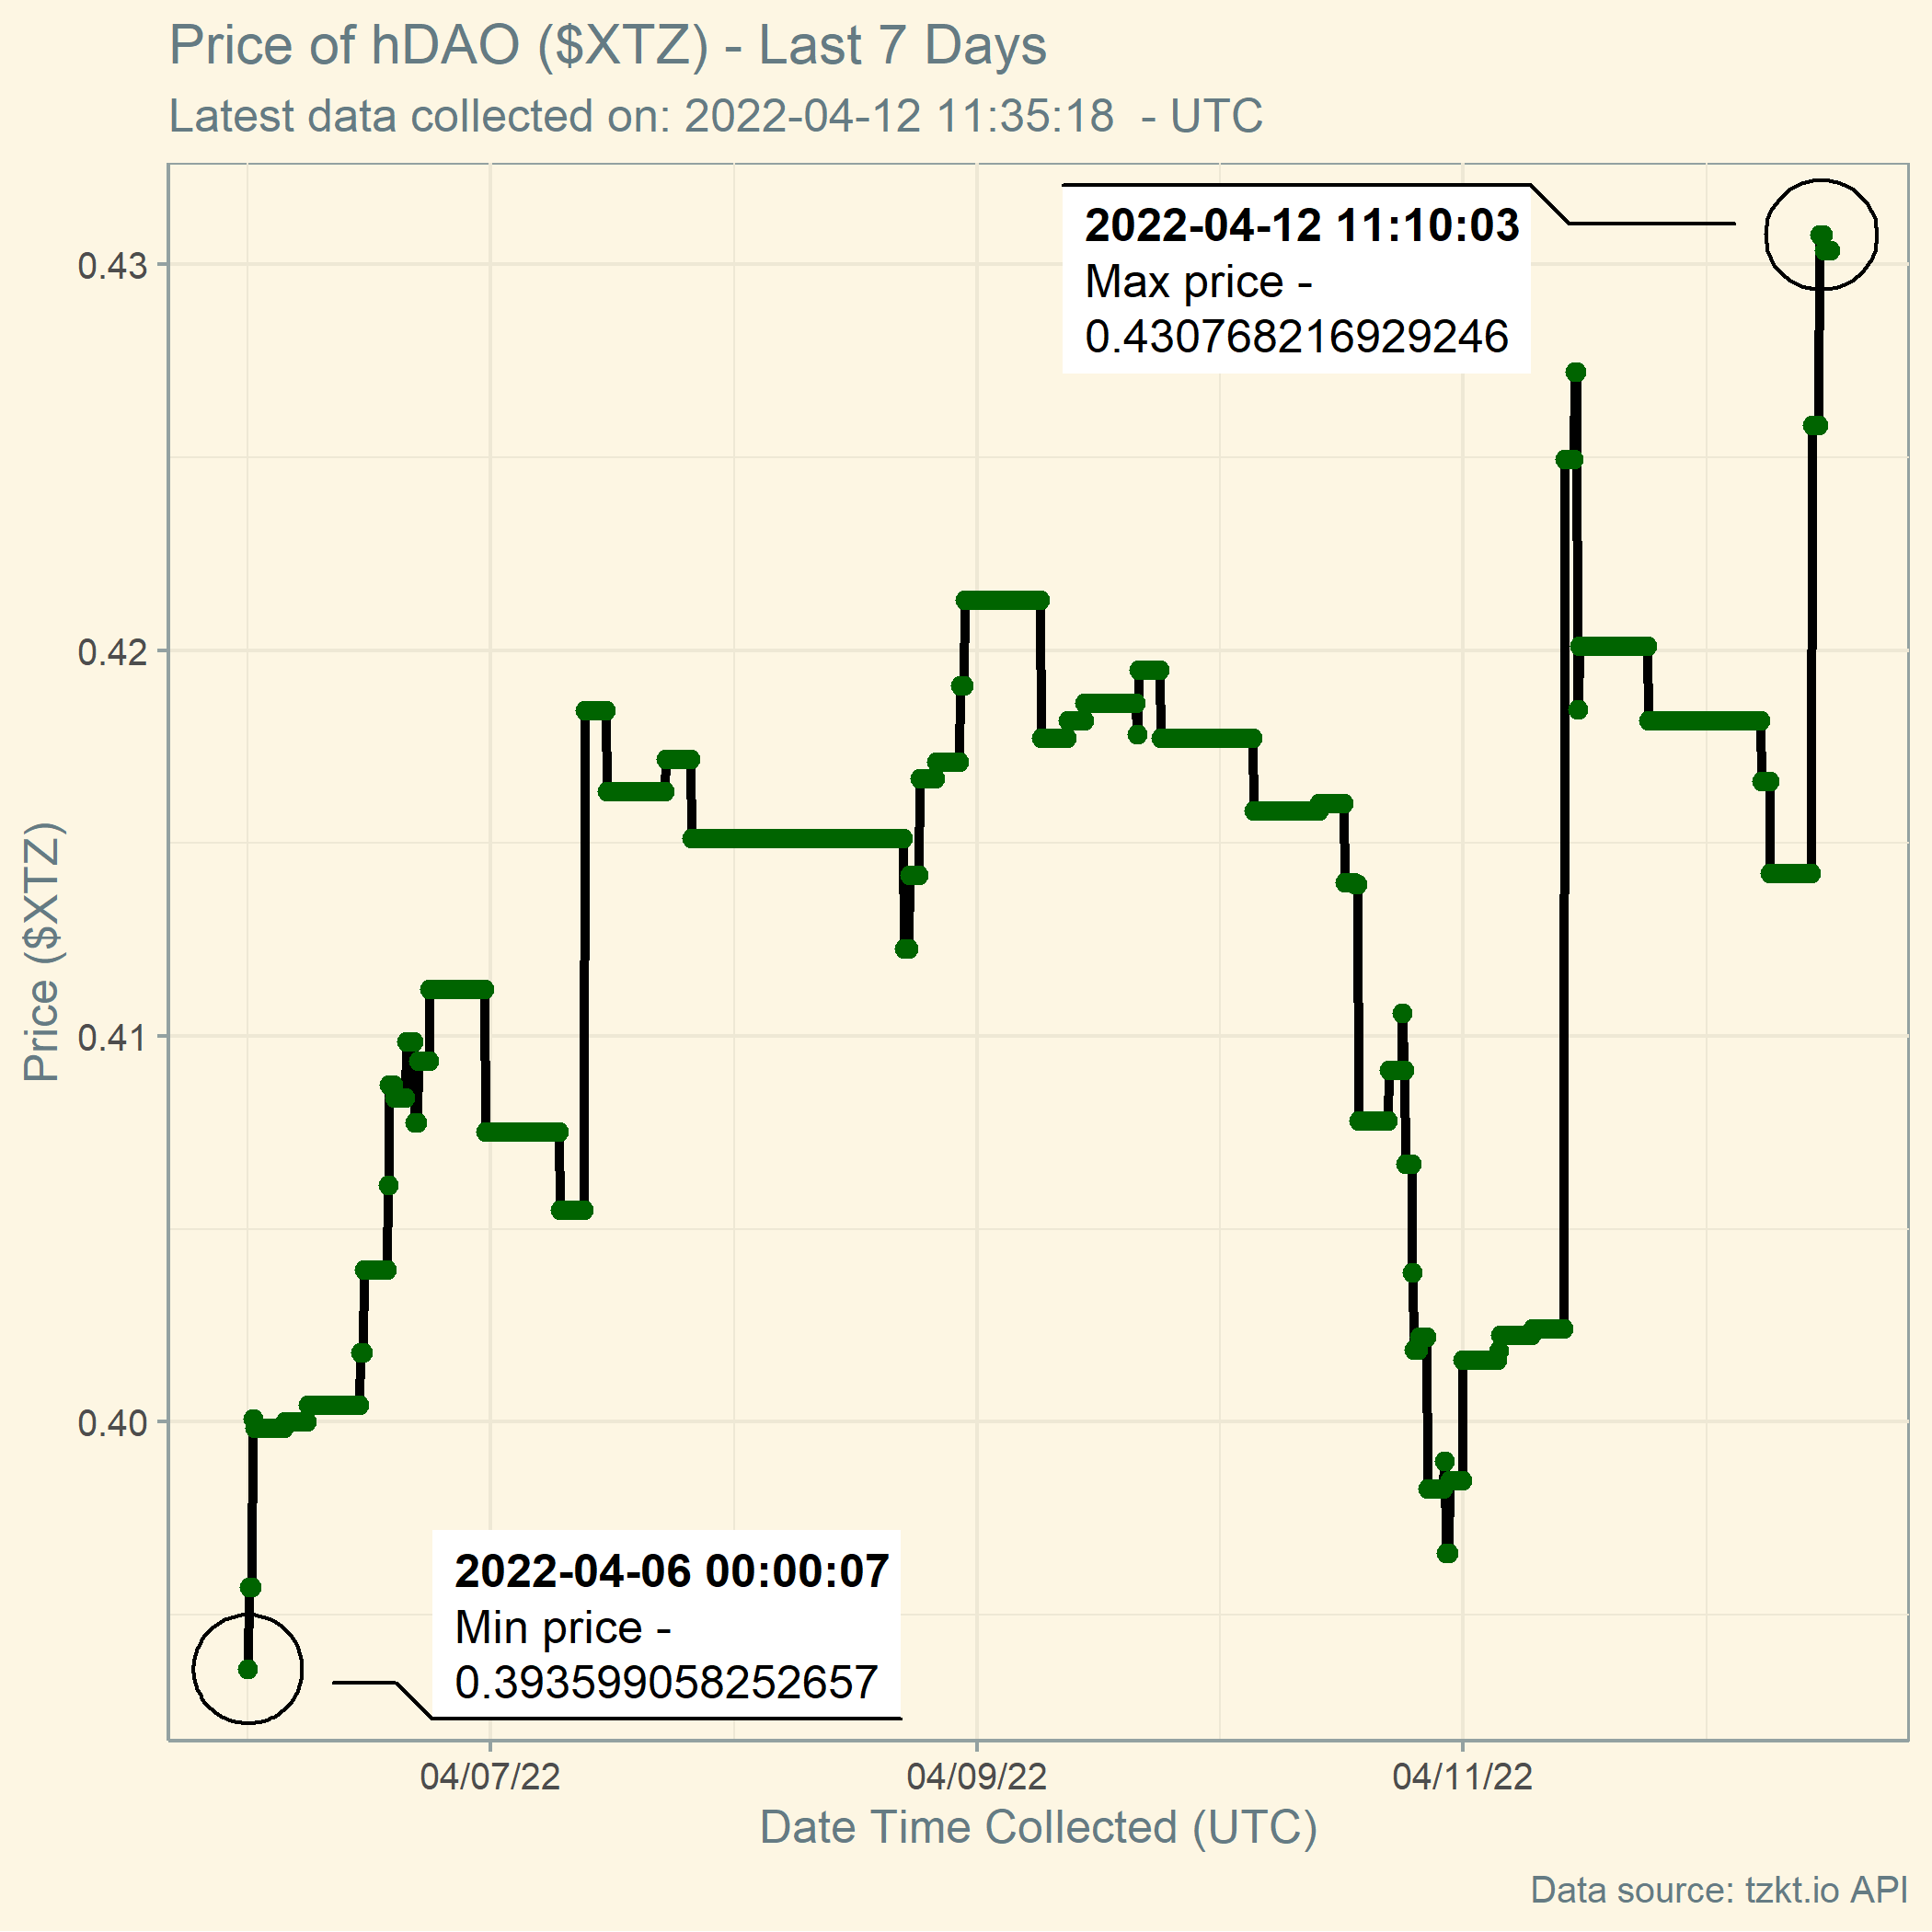 Price of hDAO ($XTZ) - Last 7 Days
Latest data collected on: 2022-04-12 11:35:18  - UTC
2022-04-12 11:10:03
Max price -
0.430768216929246
0.43
0.42
0.41
0.40
Price ($XTZ)
2022-04-06 00:00:07
Min price -
0.393599058252657
04/07/22
04/09/22
04/11/22
Date Time Collected (UTC)
Data source: tzkt.io API